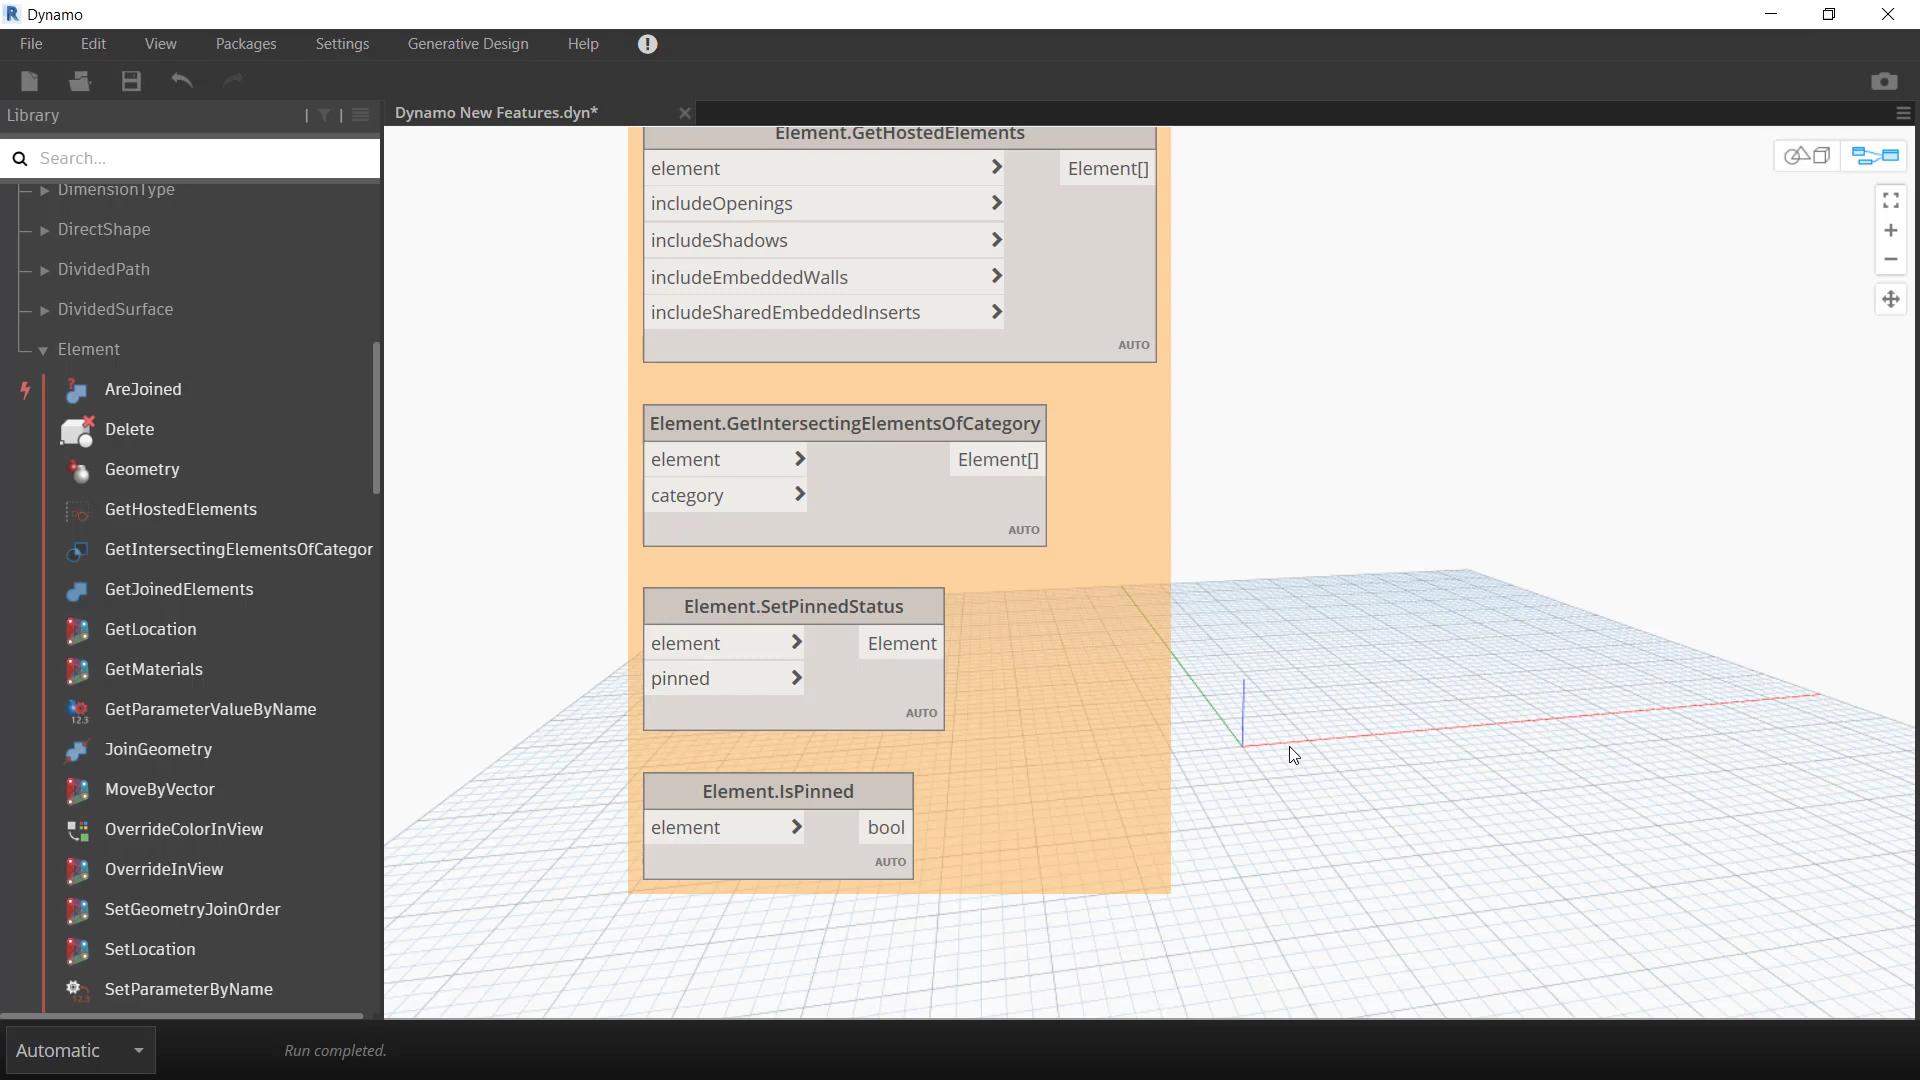 Dynamo
File Edit View Packages Settings Generative Design Help
Library
Dynamo New Features.dyn*
Search...
DimensionType
DirectShape
DividedPath
DividedSurface
Element
AreJoined
Delete
Geometry
GetHostedElements
GetIntersectingElementsOfCategor
GetJoinedElements
GetLocation
GetMaterials
GetParameterValueByName
JoinGeometry
MoveByVector
OverrideColorInView
OverrideInView
SetGeometryJoinOrder
SetLocation
SetParameterByName
Element.GetHostedElements
element Element[]
includeOpenings
includeShadows
includeEmbeddedWalls
includeSharedEmbeddedInserts
AUTO
Element.GetIntersectingElementsOfCategory
element Element[]
category
AUTO
Element.SetPinnedStatus
element Element
pinned
AUTO
Element.IsPinned
element bool
AUTO
Automatic
Run completed.